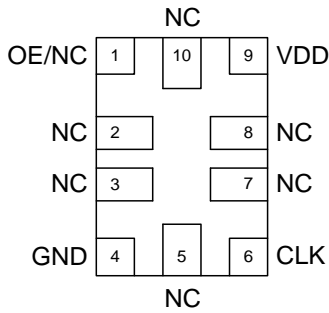 NC
OE/NC 1 10 9 VDD
NC 2 8 NC
NC 3 7 NC
GND 4 5 6 CLK
NC